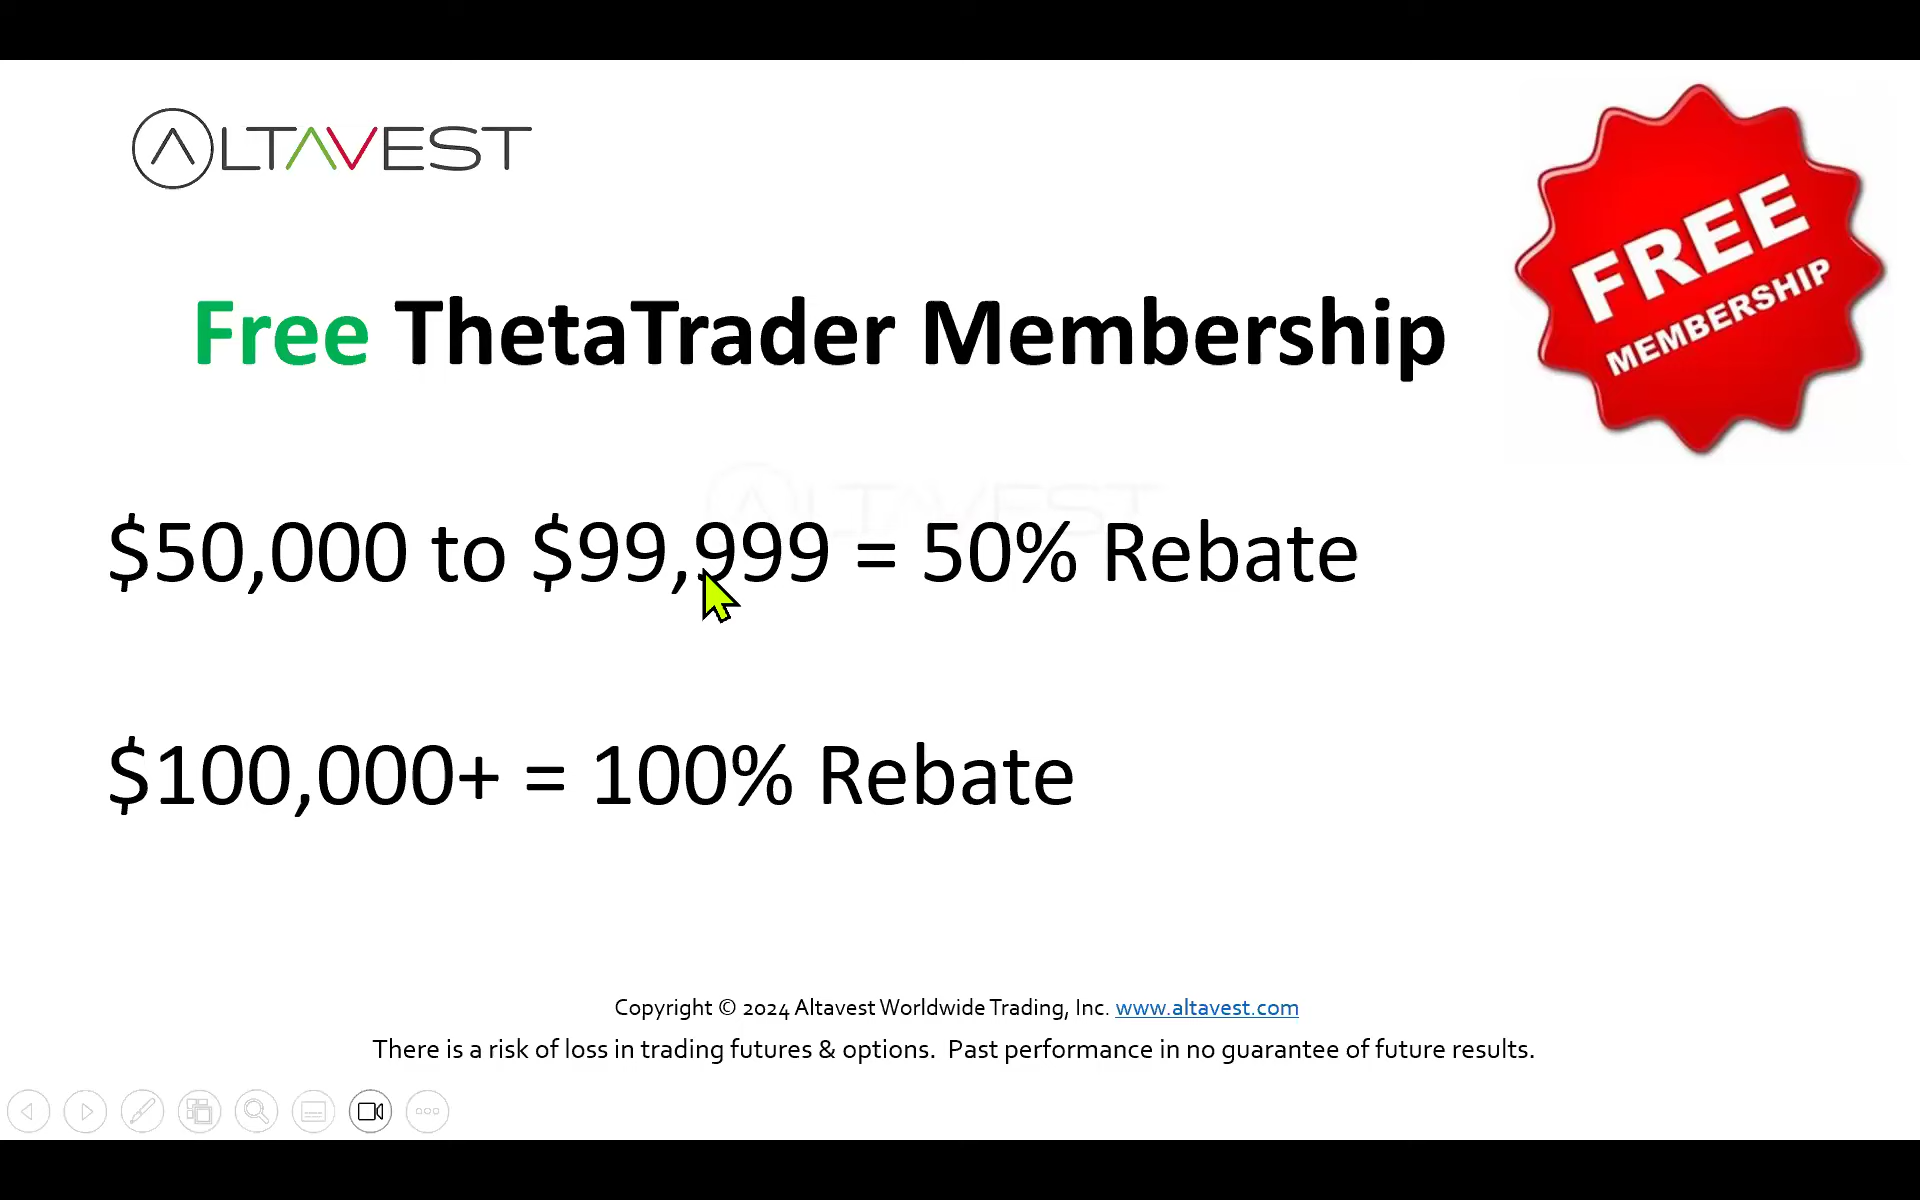 ALTAVEST
FREE
MEMBERSHIP
Free ThetaTrader Membership
ALTAVEST
$50,000 to $99,999 = 50% Rebate
$100,000+ = 100% Rebate
Copyright © 2024 Altavest Worldwide Trading, Inc. www.altavest.com
There is a risk of loss in trading futures & options.  Past performance in no guarantee of future results.